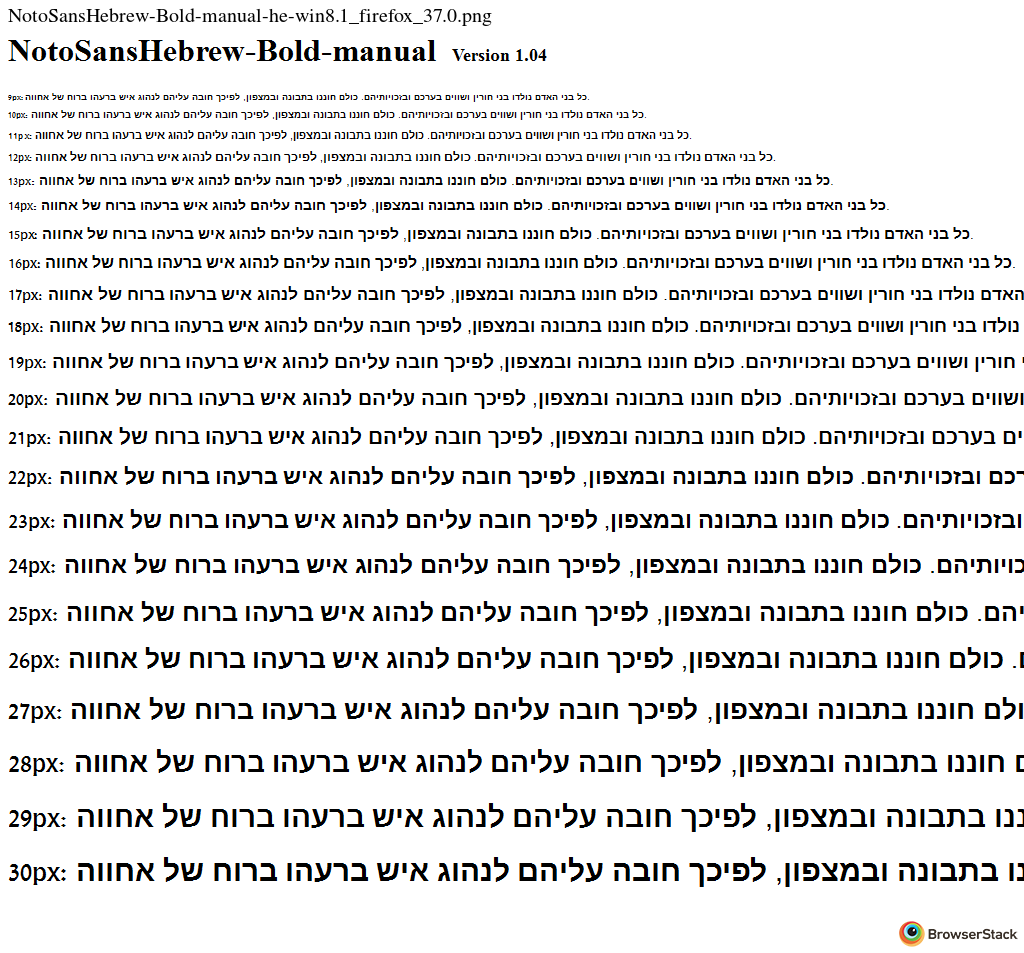 NotoSansHebrew-Bold-manual-he-win8.1_firefox_37.0.png
NotoSansHebrew-Bold-manual Version 1.04
9px: כל בני האדם נולדו בני חורין ושווים בערכם ובזכויותיהם. כולם חוננו בתבונה ובמצפון, לפיכך חובה עליהם לנהוג איש ברעהו ברוח של אחווה.
10px: כל בני האדם נולדו בני חורין ושווים בערכם ובזכויותיהם. כולם חוננו בתבונה ובמצפון, לפיכך חובה עליהם לנהוג איש ברעהו ברוח של אחווה.
11px: כל בני האדם נולדו בני חורין ושווים בערכם ובזכויותיהם. כולם חוננו בתבונה ובמצפון, לפיכך חובה עליהם לנהוג איש ברעהו ברוח של אחווה.
12px: כל בני האדם נולדו בני חורין ושווים בערכם ובזכויותיהם. כולם חוננו בתבונה ובמצפון, לפיכך חובה עליהם לנהוג איש ברעהו ברוח של אחווה.
13px: כל בני האדם נולדו בני חורין ושווים בערכם ובזכויותיהם. כולם חוננו בתבונה ובמצפון, לפיכך חובה עליהם לנהוג איש ברעהו ברוח של אחווה.
14px: כל בני האדם נולדו בני חורין ושווים בערכם ובזכויותיהם. כולם חוננו בתבונה ובמצפון, לפיכך חובה עליהם לנהוג איש ברעהו ברוח של אחווה.
15px: כל בני האדם נולדו בני חורין ושווים בערכם ובזכויותיהם. כולם חוננו בתבונה ובמצפון, לפיכך חובה עליהם לנהוג איש ברעהו ברוח של אחווה.
16px: כל בני האדם נולדו בני חורין ושווים בערכם ובזכויותיהם. כולם חוננו בתבונה ובמצפון, לפיכך חובה עליהם לנהוג איש ברעהו ברוח של אחווה.
17px: האדם נולדו בני חורין ושווים בערכם ובזכויותיהם. כולם חוננו בתבונה ובמצפון, לפיכך חובה עליהם לנהוג איש ברעהו ברוח של אחווה
18px: נולדו בני חורין ושווים בערכם ובזכויותיהם. כולם חוננו בתבונה ובמצפון, לפיכך חובה עליהם לנהוג איש ברעהו ברוח של אחווה
19px: חורין ושווים בערכם ובזכויותיהם. כולם חוננו בתבונה ובמצפון, לפיכך חובה עליהם לנהוג איש ברעהו ברוח של אחווה
20px: ושווים בערכם ובזכויותיהם. כולם חוננו בתבונה ובמצפון, לפיכך חובה עליהם לנהוג איש ברעהו ברוח של אחווה
21px: בערכם ובזכויותיהם. כולם חוננו בתבונה ובמצפון, לפיכך חובה עליהם לנהוג איש ברעהו ברוח של אחווה
22px: ובזכויותיהם. כולם חוננו בתבונה ובמצפון, לפיכך חובה עליהם לנהוג איש ברעהו ברוח של אחווה
23px: ובזכויותיהם. כולם חוננו בתבונה ובמצפון, לפיכך חובה עליהם לנהוג איש ברעהו ברוח של אחווה
24px: כולם חוננו בתבונה ובמצפון, לפיכך חובה עליהם לנהוג איש ברעהו ברוח של אחווה
25px: כולם חוננו בתבונה ובמצפון, לפיכך חובה עליהם לנהוג איש ברעהו ברוח של אחווה
26px: כולם חוננו בתבונה ובמצפון, לפיכך חובה עליהם לנהוג איש ברעהו ברוח של אחווה
27px: חוננו בתבונה ובמצפון, לפיכך חובה עליהם לנהוג איש ברעהו ברוח של אחווה
28px: חוננו בתבונה ובמצפון, לפיכך חובה עליהם לנהוג איש ברעהו ברוח של אחווה
29px: בתבונה ובמצפון, לפיכך חובה עליהם לנהוג איש ברעהו ברוח של אחווה
30px: בתבונה ובמצפון, לפיכך חובה עליהם לנהוג איש ברעהו ברוח של אחווה
BrowserStack